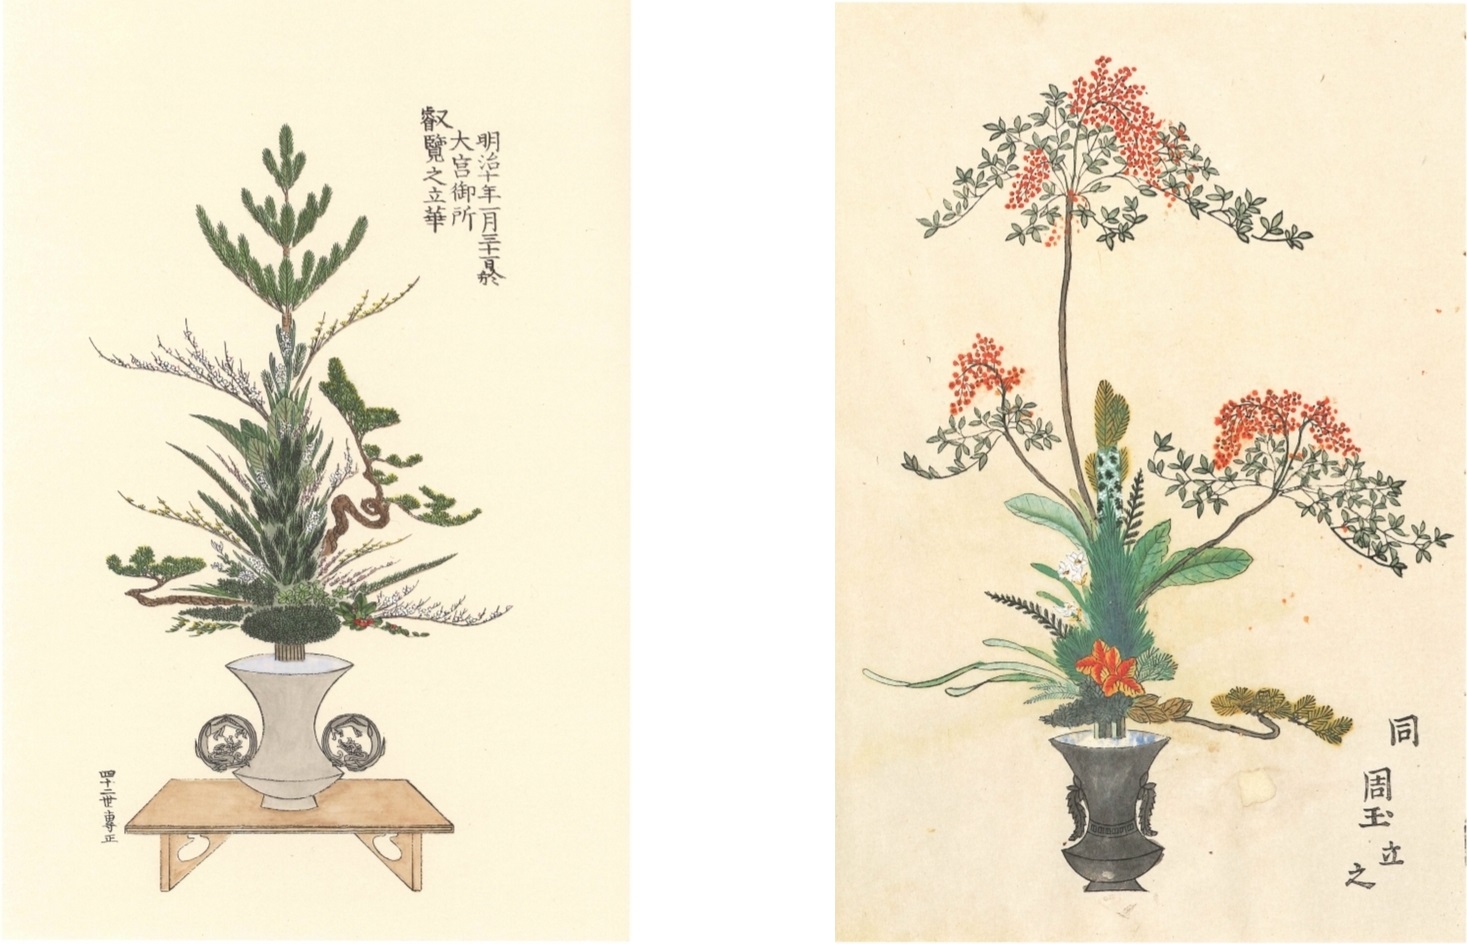 明治十年一月三十一日於
大宮御所
叡覽之立華
四十二世專正
同
周玉
立
之